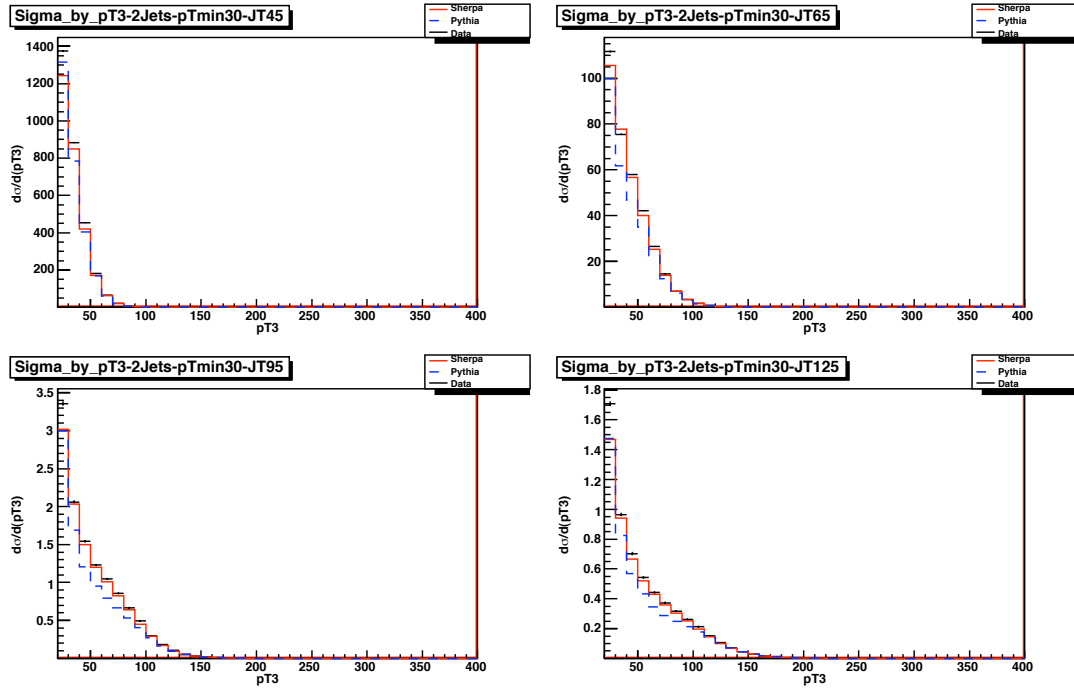 Sigma_by_pT3-2Jets-pTmin30-JT45
Sherpa
Pythia
Data
dσ/d(pT3)
1400
1200
1000
800
600
400
200
50 100 150 200 250 300 350 400
pT3
Sigma_by_pT3-2Jets-pTmin30-JT65
Sherpa
Pythia
Data
dσ/d(pT3)
100
80
60
40
20
50 100 150 200 250 300 350 400
pT3
Sigma_by_pT3-2Jets-pTmin30-JT95
Sherpa
Pythia
Data
dσ/d(pT3)
3.5
3
2.5
2
1.5
1
0.5
50 100 150 200 250 300 350 400
pT3
Sigma_by_pT3-2Jets-pTmin30-JT125
Sherpa
Pythia
Data
dσ/d(pT3)
1.8
1.6
1.4
1.2
1
0.8
0.6
0.4
0.2
50 100 150 200 250 300 350 400
pT3